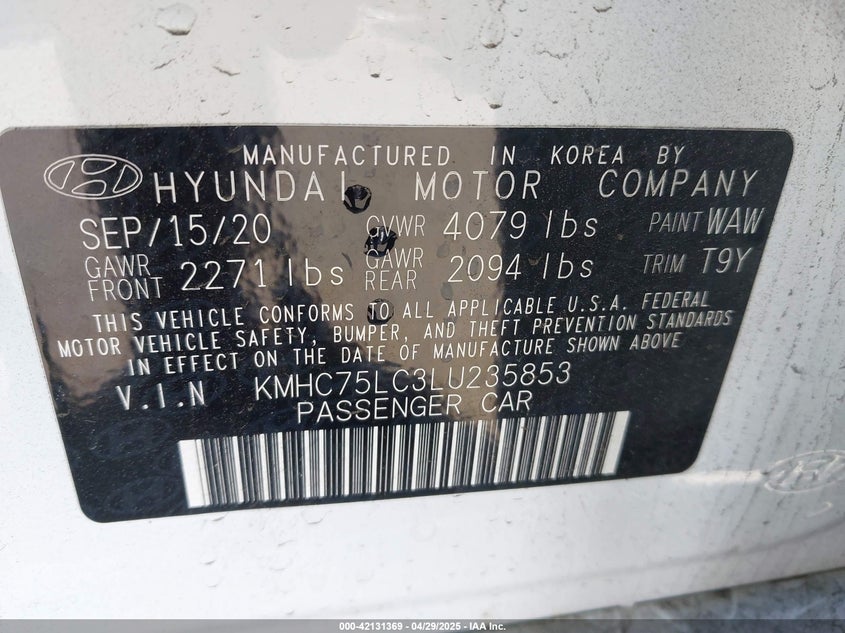 MANUFACTURED IN KOREA BY
HYUNDAI MOTOR COMPANY
SEP/15/20 GVWR 4079 lbs PAINT WAW
GAWR FRONT 2271 lbs GAWR REAR 2094 lbs TRIM T9Y
THIS VEHICLE CONFORMS TO ALL APPLICABLE U.S.A. FEDERAL
MOTOR VEHICLE SAFETY, BUMPER, AND THEFT PREVENTION STANDARDS
IN EFFECT ON THE DATE OF MANUFACTURE SHOWN ABOVE
V.I.N KMHC75LC3LU235853
PASSENGER CAR
000-42131369 - 04/29/2025 - IAA Inc.